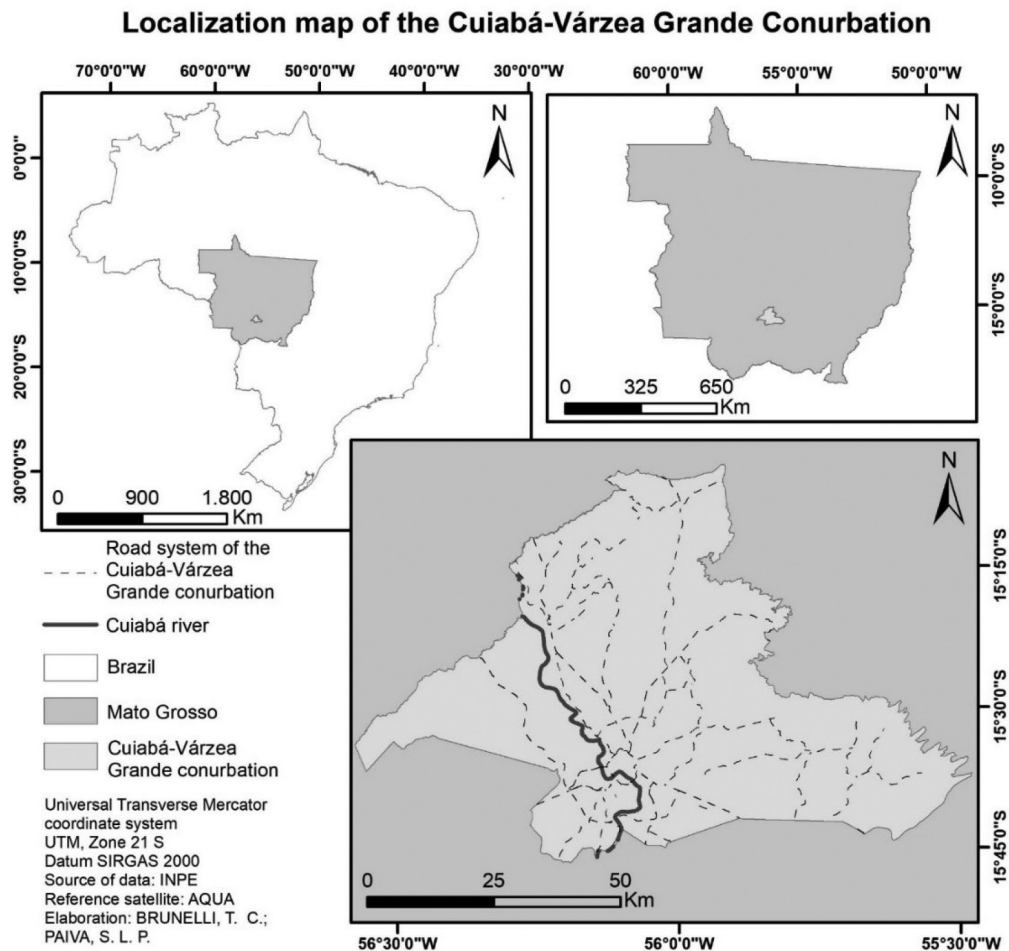 Localization map of the Cuiabá-Várzea Grande Conurbation
70°0'0"W 60°0'0"W 50°0'0"W 40°0'0"W 30°0'0"W
60°0'0"W 55°0'0"W 50°0'0"W
N
0°0'0"
10°0'0"S
20°0'0"S
30°0'0"S
0 900 1.800
Km
N
10°0'0"S
15°0'0"S
0 325 650
Km
Road system of the
Cuiabá-Várzea
Grande conurbation
Cuiabá river
Brazil
Mato Grosso
Cuiabá-Várzea
Grande conurbation
Universal Transverse Mercator
coordinate system
UTM, Zone 21 S
Datum SIRGAS 2000
Source of data: INPE
Reference satellite: AQUA
Elaboration: BRUNELLI, T. C.;
PAIVA, S. L. P.
N
15°15'0"S
15°30'0"S
15°45'0"S
0 25 50
Km
56°30'0"W 56°0'0"W 55°30'0"W